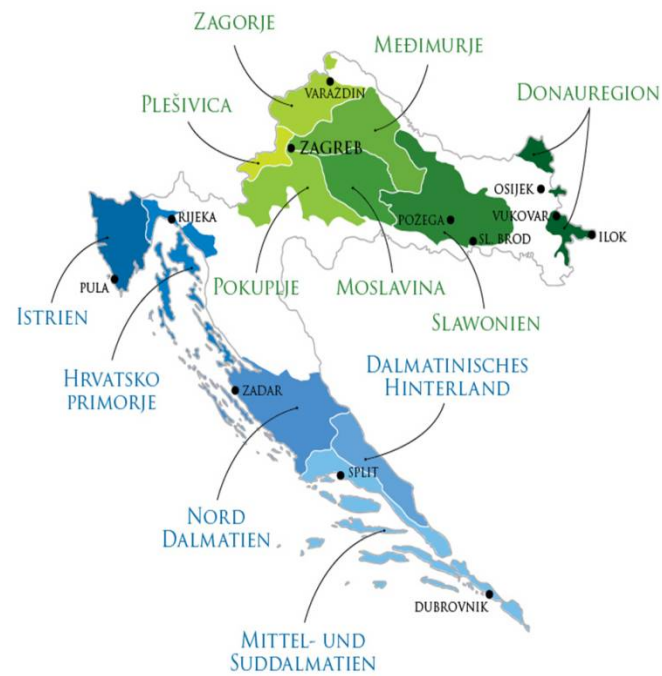 ZAGORJE
MEĐIMURJE
PLEŠIVICA
VARAŽDIN
DONAUREGION
ZAGREB
OSIJEK
POŽEGA
VUKOVAR
RIJEKA
SL. BROD
ILOK
PULA
POKUPLJE
MOSLAVINA
ISTRIEN
SLAWONIEN
HRVATSKO
PRIMORJE
ZADAR
DALMATINISCHES
HINTERLAND
SPLIT
NORD
DALMATIEN
DUBROVNIK
MITTEL- UND
SUDDALMATIEN